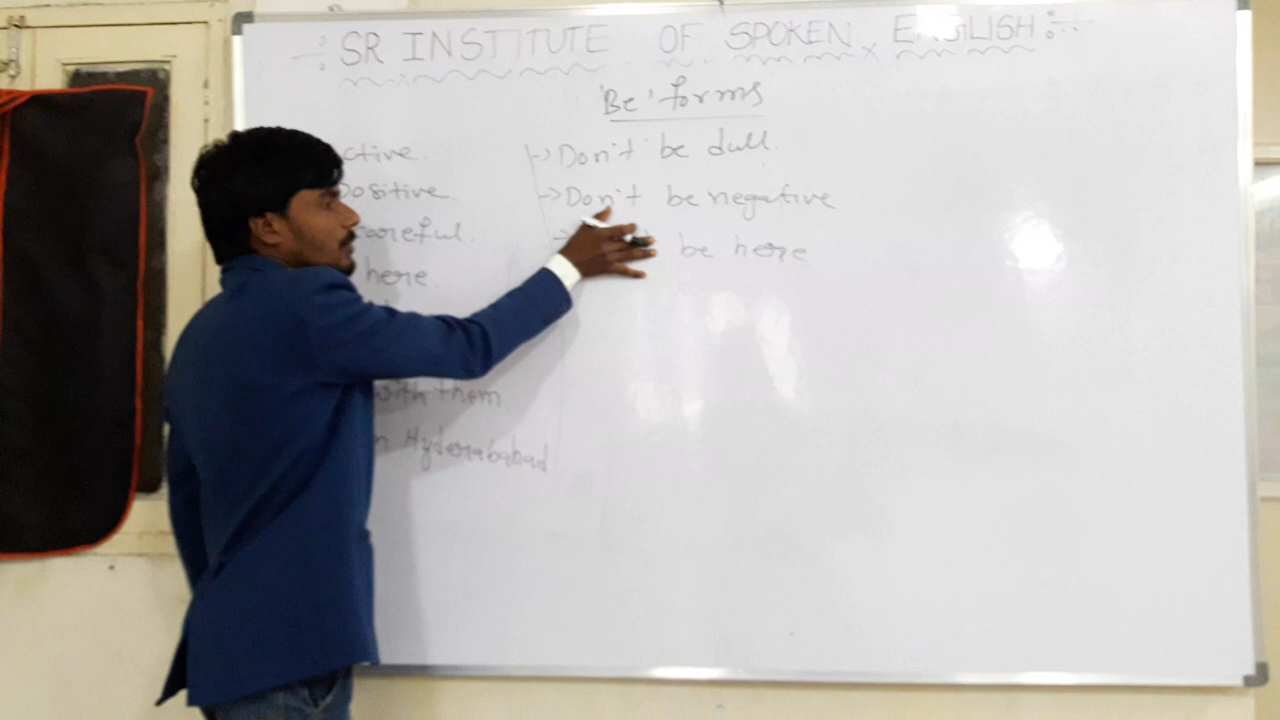 SR INSTITUTE OF SPOKEN ENGLISH
'Be' forms
ctive.
positive.
careful.
here
with them
n Hyderababad
→ Don't be dull.
→ Don't be negative
be here